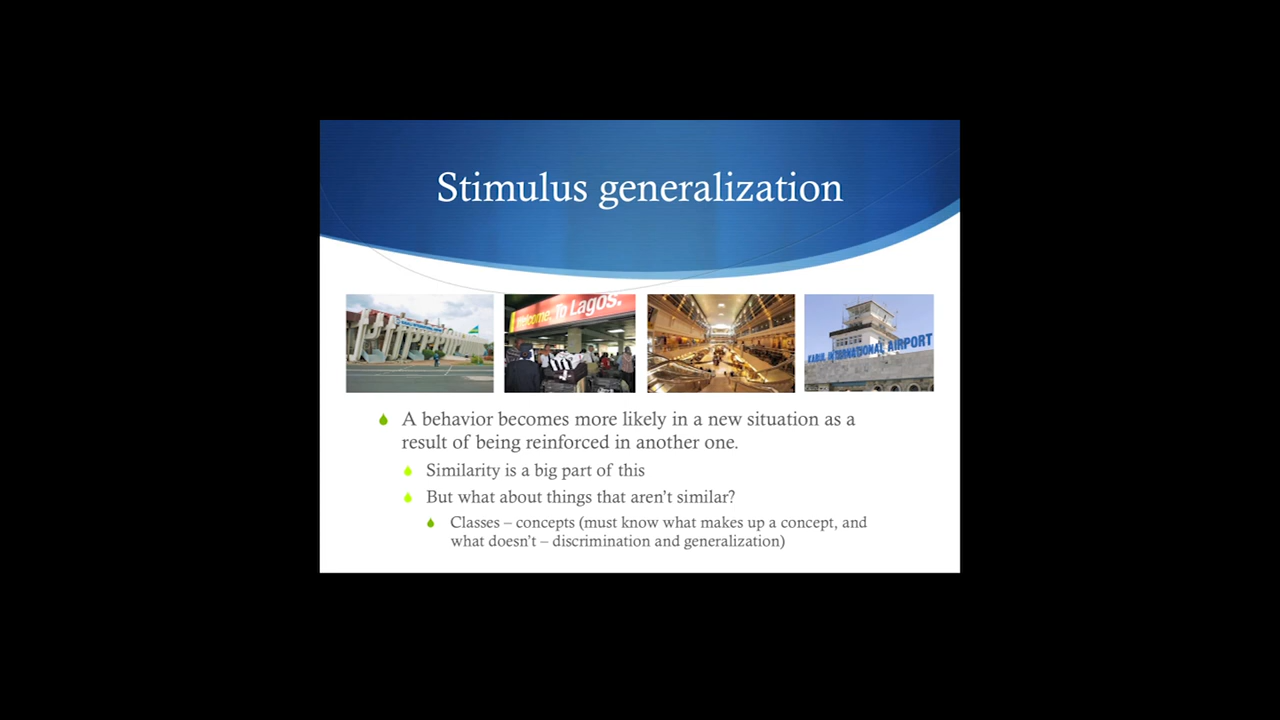 Stimulus generalization
Welcome To Lagos.
KABUL INTERNATIONAL AIRPORT
A behavior becomes more likely in a new situation as a
result of being reinforced in another one.
Similarity is a big part of this
But what about things that aren't similar?
Classes – concepts (must know what makes up a concept, and
what doesn't – discrimination and generalization)